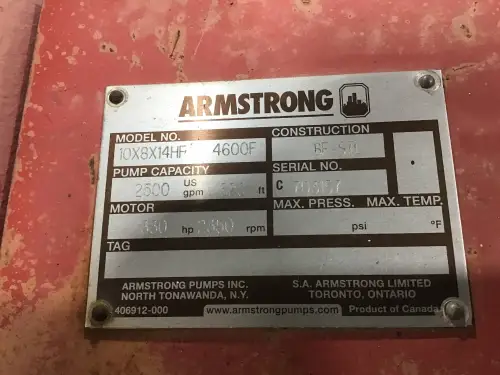 ARMSTRONG
MODEL NO. CONSTRUCTION
10X8X14HF 4600F
PUMP CAPACITY SERIAL NO.
2500 US gpm ft C
MOTOR MAX. PRESS. MAX. TEMP.
hp rpm psi °F
TAG
ARMSTRONG PUMPS INC. S.A. ARMSTRONG LIMITED
NORTH TONAWANDA, N.Y. TORONTO, ONTARIO
406912-000 www.armstrongpumps.com Product of Canada